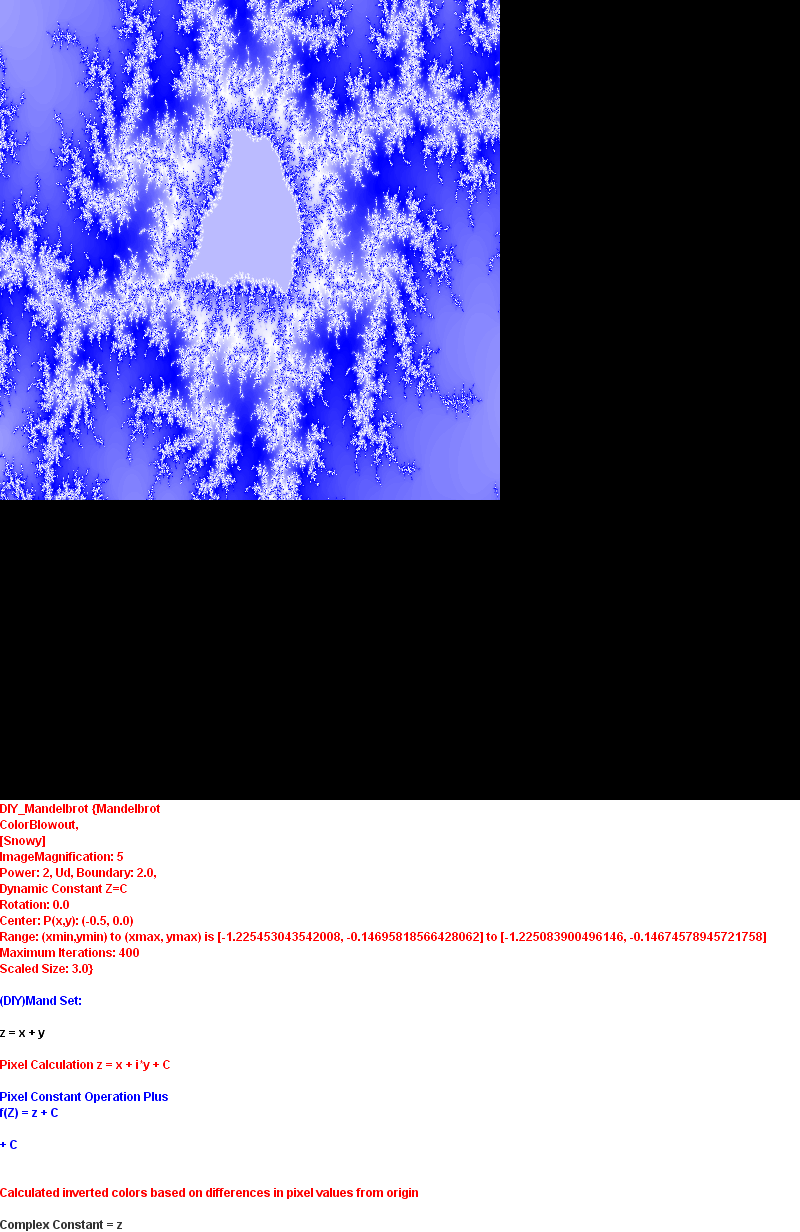 DIY_Mandelbrot {Mandelbrot
ColorBlowout,
[Snowy]
ImageMagnification: 5
Power: 2, Ud, Boundary: 2.0,
Dynamic Constant Z=C
Rotation: 0.0
Center: P(x,y): (-0.5, 0.0)
Range: (xmin,ymin) to (xmax, ymax) is [-1.225453043542008, -0.14695818566428062] to [-1.225083900496146, -0.14674578945721758]
Maximum Iterations: 400
Scaled Size: 3.0}
(DIY)Mand Set:
z = x + y
Pixel Calculation z = x + i*y + C
Pixel Constant Operation Plus
f(Z) = z + C
+ C
Calculated inverted colors based on differences in pixel values from origin
Complex Constant = z